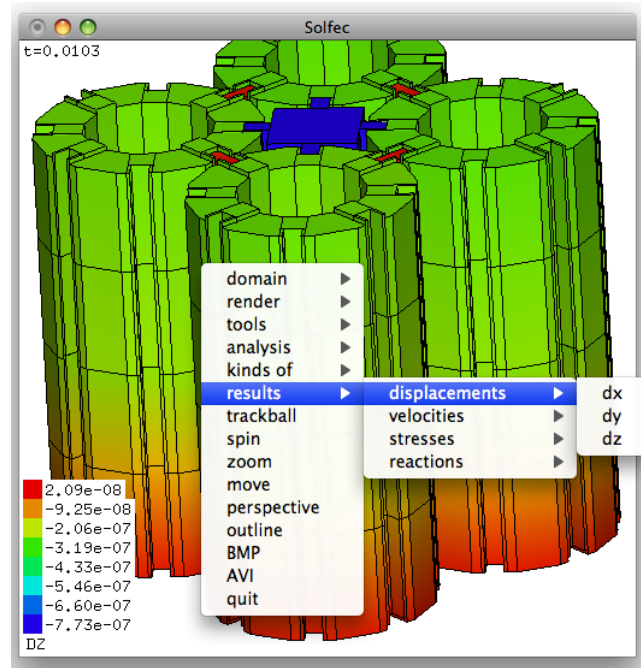 Solfec
t=0.0103
domain
render
tools
analysis
kinds of
results
trackball
spin
zoom
move
perspective
outline
BMP
AVI
quit
displacements
velocities
stresses
reactions
dx
dy
dz
2.09e-08
-9.25e-08
-2.06e-07
-3.19e-07
-4.33e-07
-5.46e-07
-6.60e-07
-7.73e-07
DZ